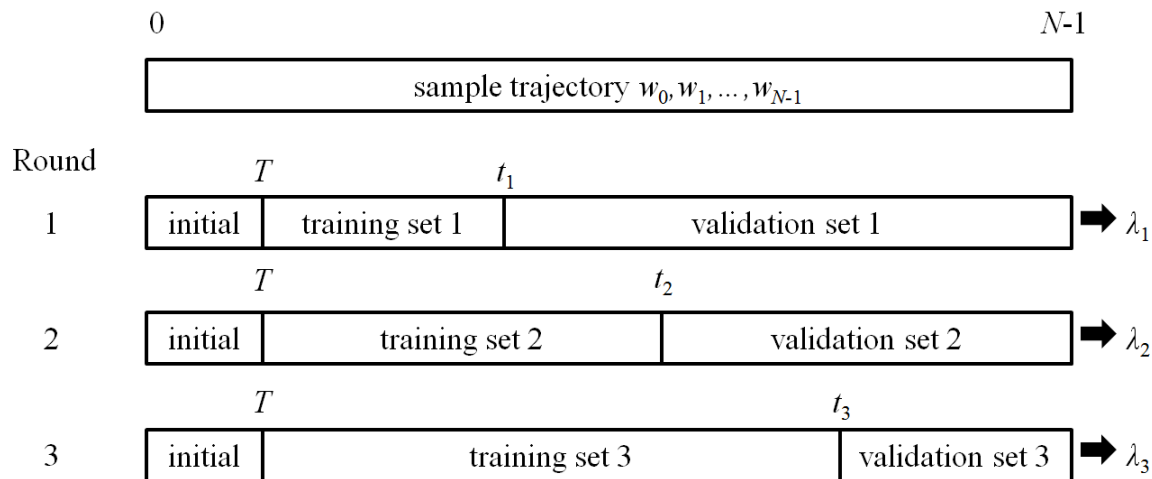 0 N-1
sample trajectory w₀,w₁,...,w_N-1
Round
T t₁
1 initial training set 1 validation set 1 λ₁
T t₂
2 initial training set 2 validation set 2 λ₂
T t₃
3 initial training set 3 validation set 3 λ₃